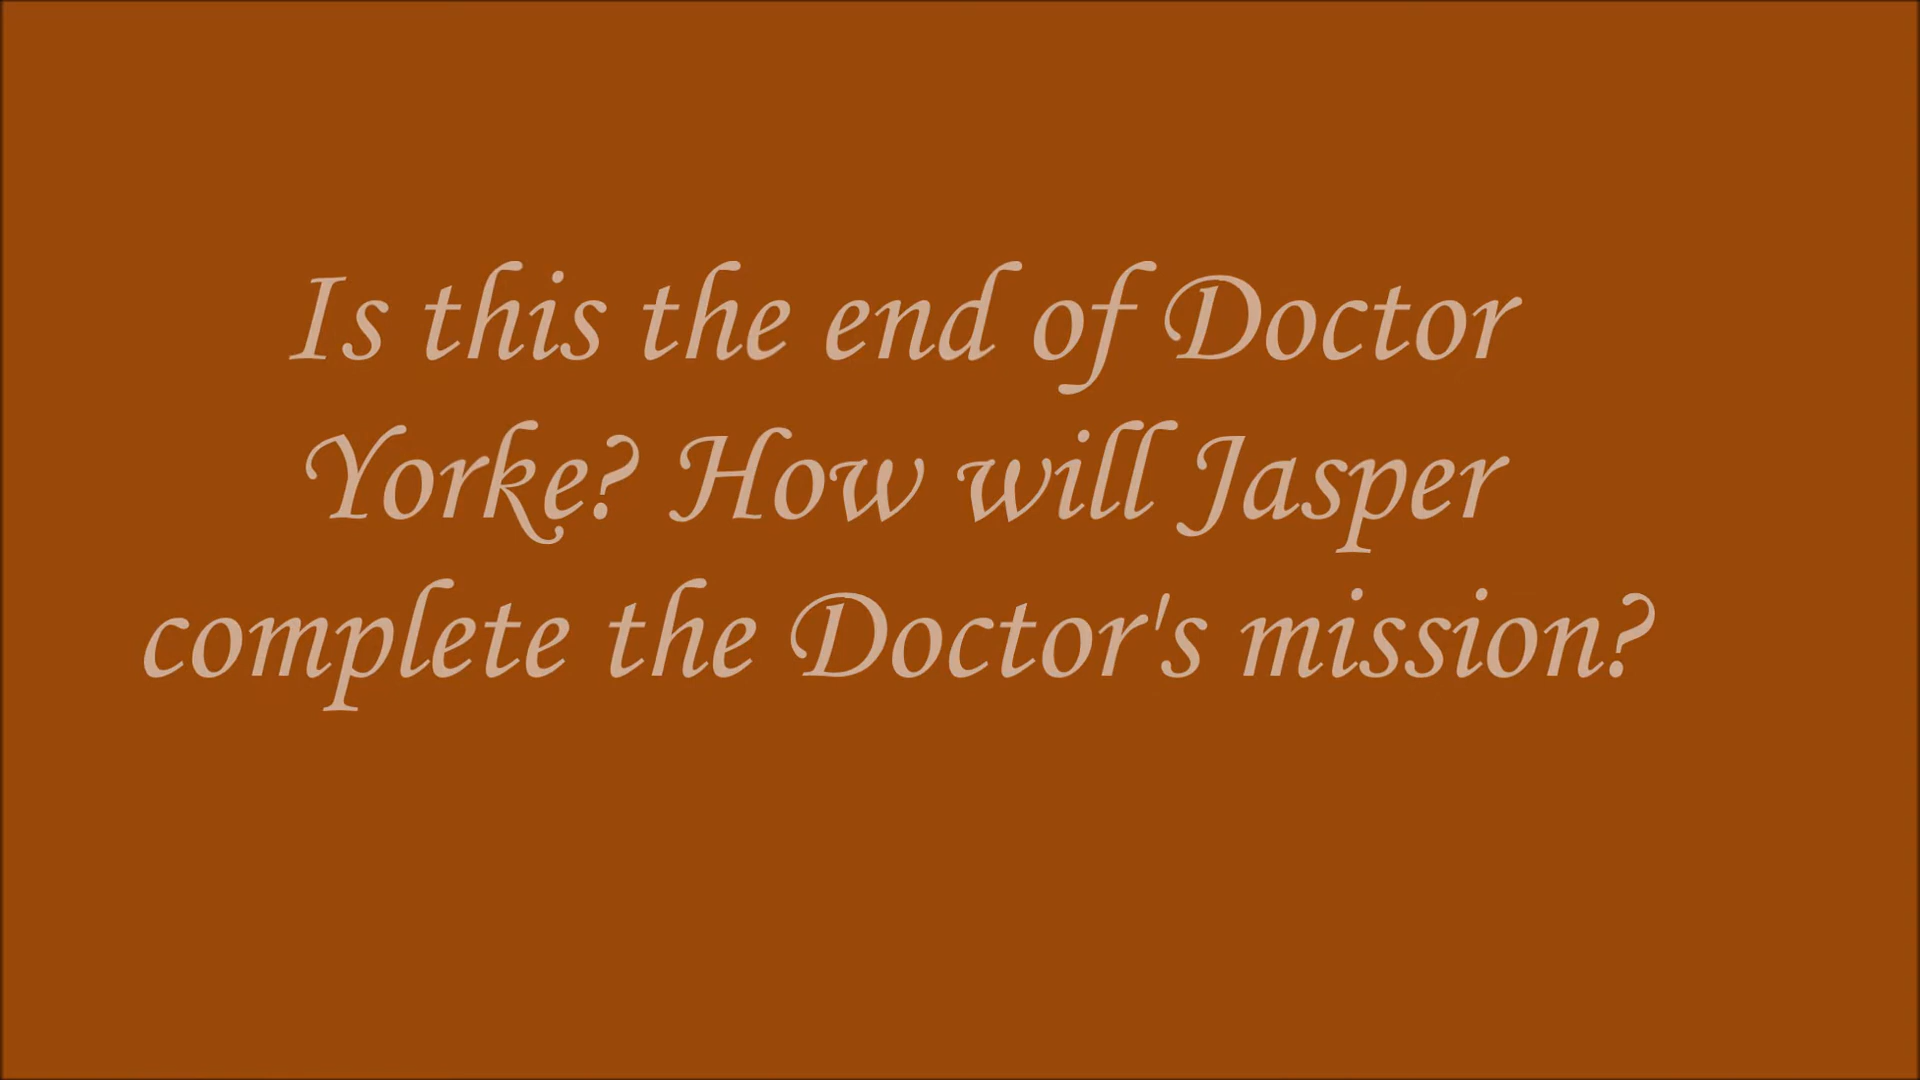 Is this the end of Doctor
Yorke? How will Jasper
complete the Doctor's mission?